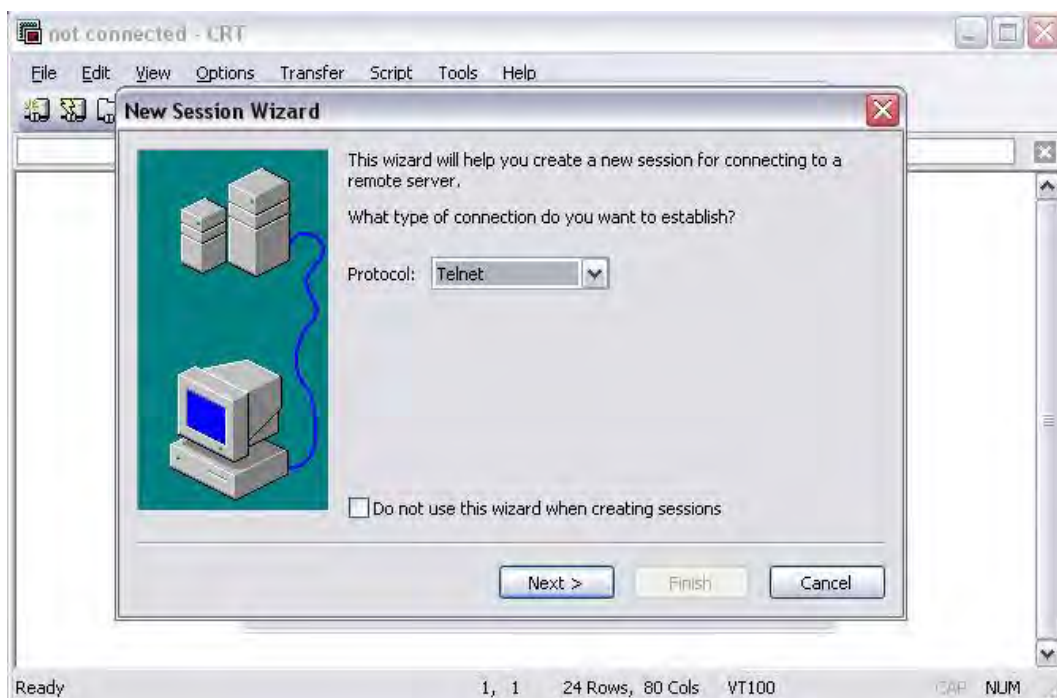 not connected - CRT
File Edit View Options Transfer Script Tools Help
New Session Wizard
This wizard will help you create a new session for connecting to a
remote server.
What type of connection do you want to establish?
Protocol: Telnet
Do not use this wizard when creating sessions
Next > Finish Cancel
Ready 1, 1 24 Rows, 80 Cols VT100 CAP NUM